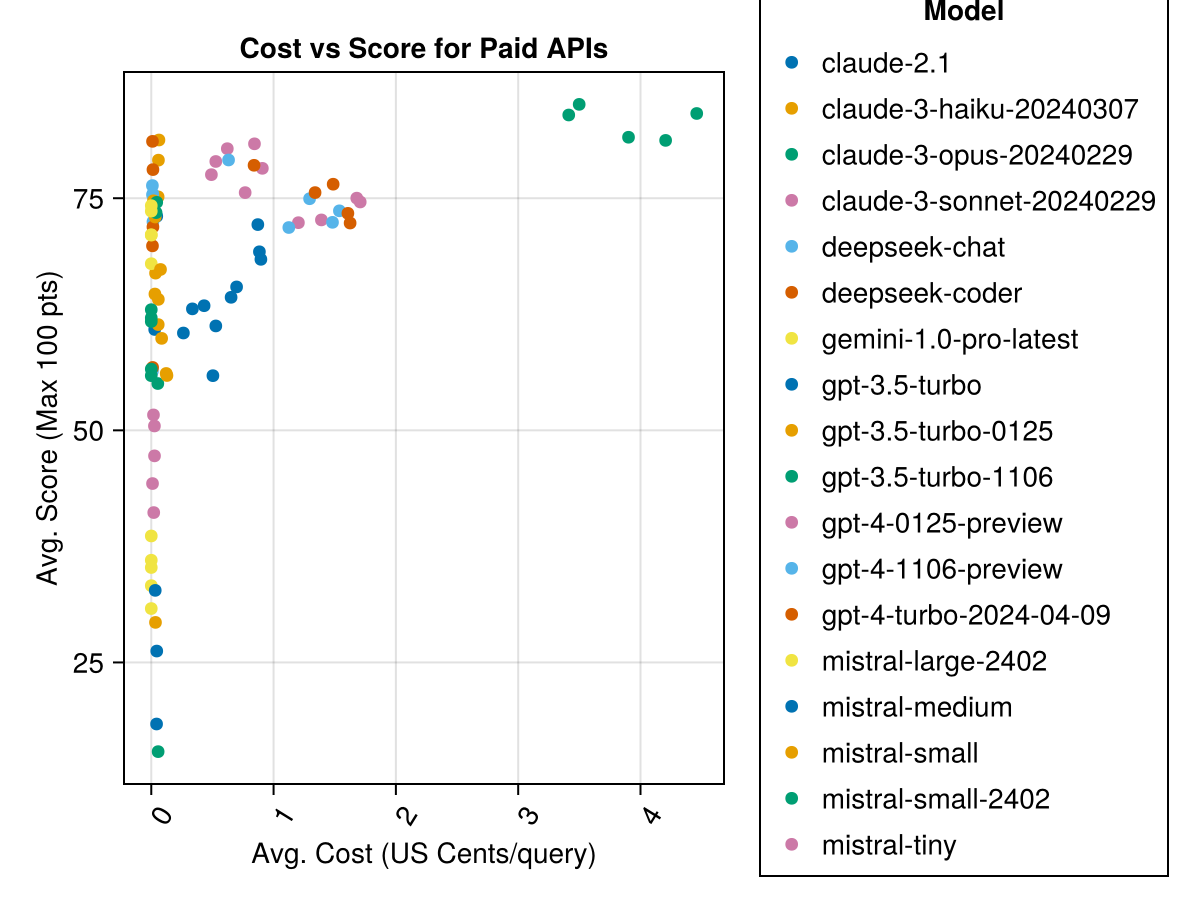 Cost vs Score for Paid APIs
Avg. Score (Max 100 pts)
75
50
25
0
1
2
3
4
Avg. Cost (US Cents/query)
Model
claude-2.1
claude-3-haiku-20240307
claude-3-opus-20240229
claude-3-sonnet-20240229
deepseek-chat
deepseek-coder
gemini-1.0-pro-latest
gpt-3.5-turbo
gpt-3.5-turbo-0125
gpt-3.5-turbo-1106
gpt-4-0125-preview
gpt-4-1106-preview
gpt-4-turbo-2024-04-09
mistral-large-2402
mistral-medium
mistral-small
mistral-small-2402
mistral-tiny